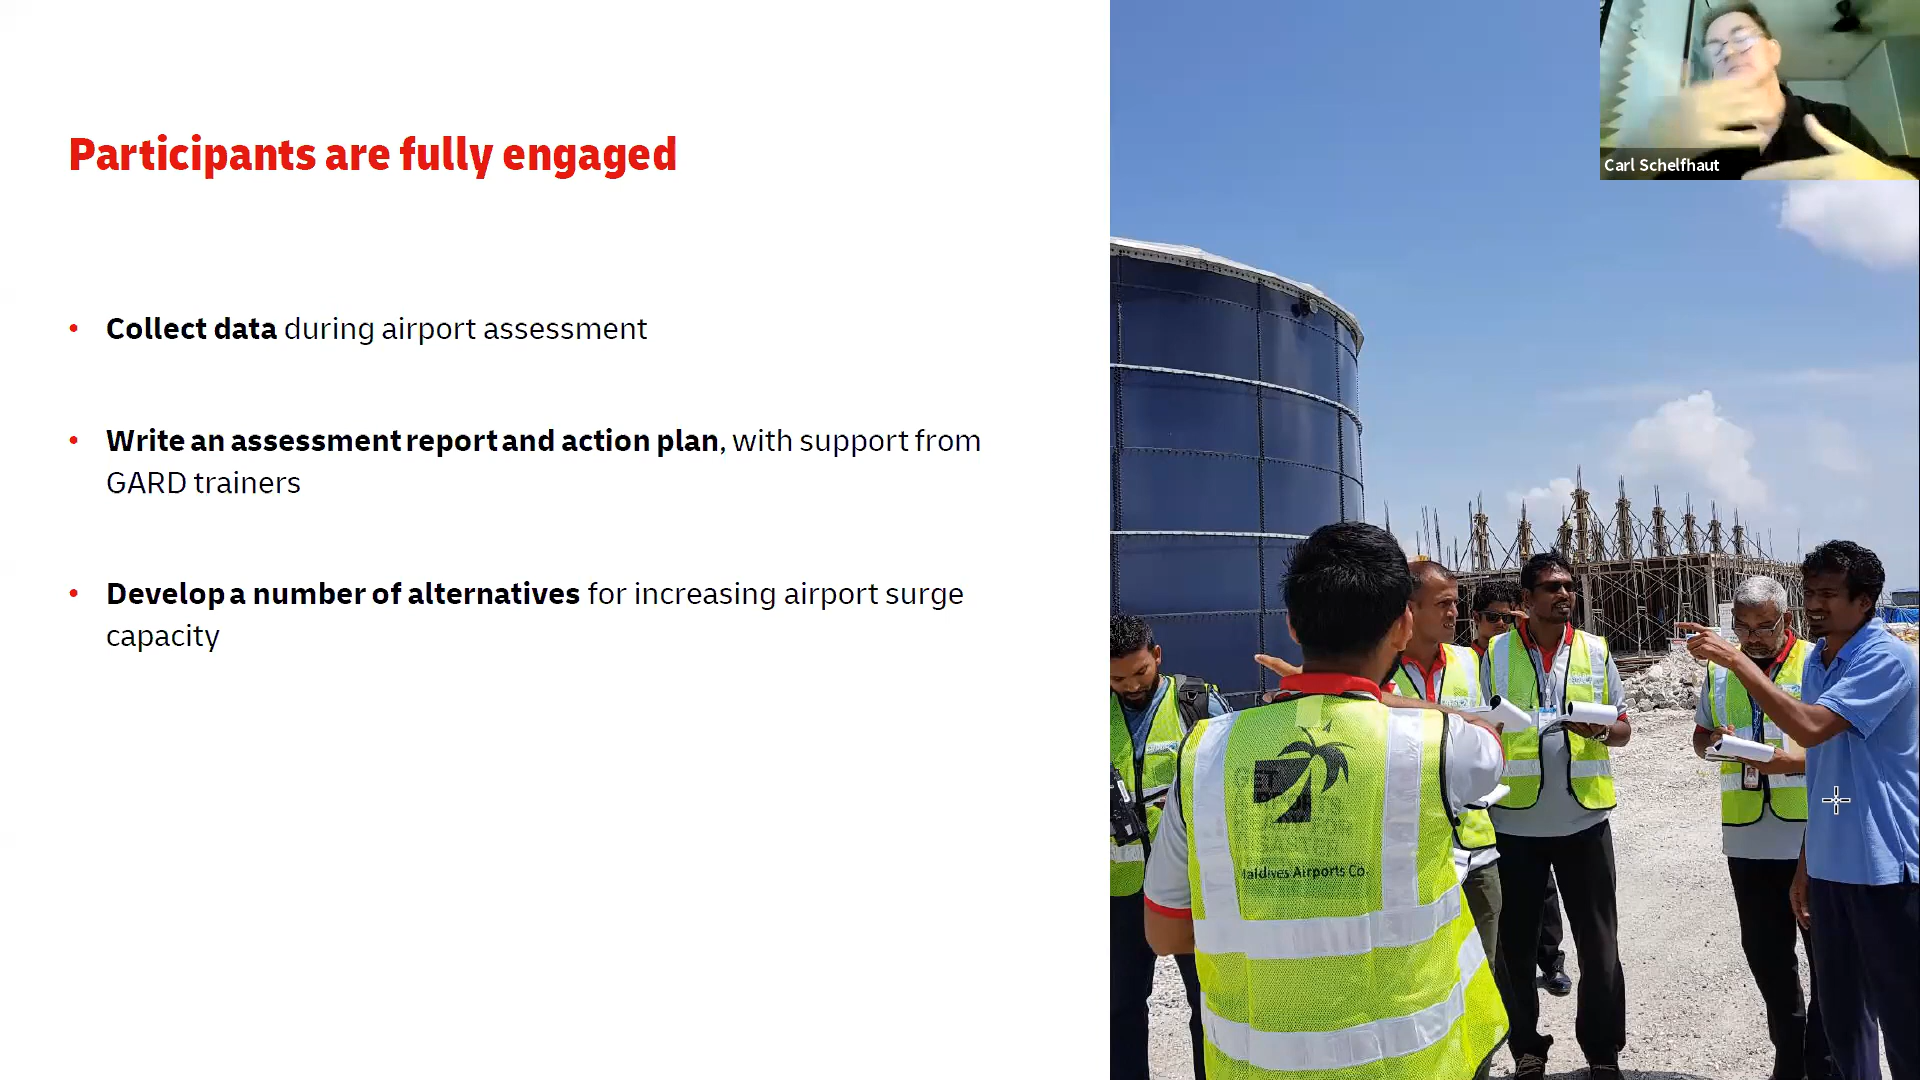 Participants are fully engaged
• Collect data during airport assessment
• Write an assessment report and action plan, with support from
GARD trainers
• Develop a number of alternatives for increasing airport surge
capacity
Carl Schelfhaut
GET
Airports Co.